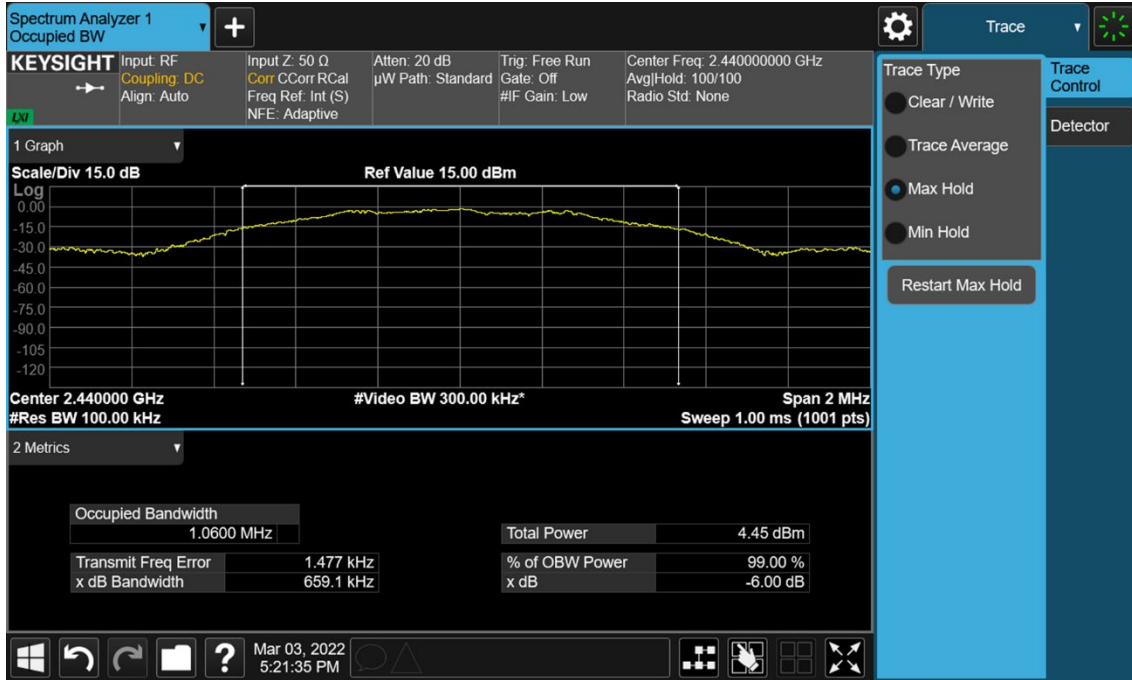 Spectrum Analyzer 1
Occupied BW
+
Trace
KEYSIGHT
LXI
Input: RF
Coupling: DC
Align: Auto
Input Z: 50 Ω
Corr CCorr RCal
Freq Ref: Int (S)
NFE: Adaptive
Atten: 20 dB
µW Path: Standard
Trig: Free Run
Gate: Off
#IF Gain: Low
Center Freq: 2.440000000 GHz
Avg|Hold: 100/100
Radio Std: None
Trace Type
Clear / Write
Trace Average
Max Hold
Min Hold
Restart Max Hold
Trace
Control
Detector
1 Graph
Scale/Div 15.0 dB
Ref Value 15.00 dBm
Log
0.00
-15.0
-30.0
-45.0
-60.0
-75.0
-90.0
-105
-120
Center 2.440000 GHz
#Video BW 300.00 kHz*
Span 2 MHz
#Res BW 100.00 kHz
Sweep 1.00 ms (1001 pts)
2 Metrics
Occupied Bandwidth
1.0600 MHz
Total Power 4.45 dBm
Transmit Freq Error 1.477 kHz
% of OBW Power 99.00 %
x dB Bandwidth 659.1 kHz
x dB -6.00 dB
?
Mar 03, 2022
5:21:35 PM